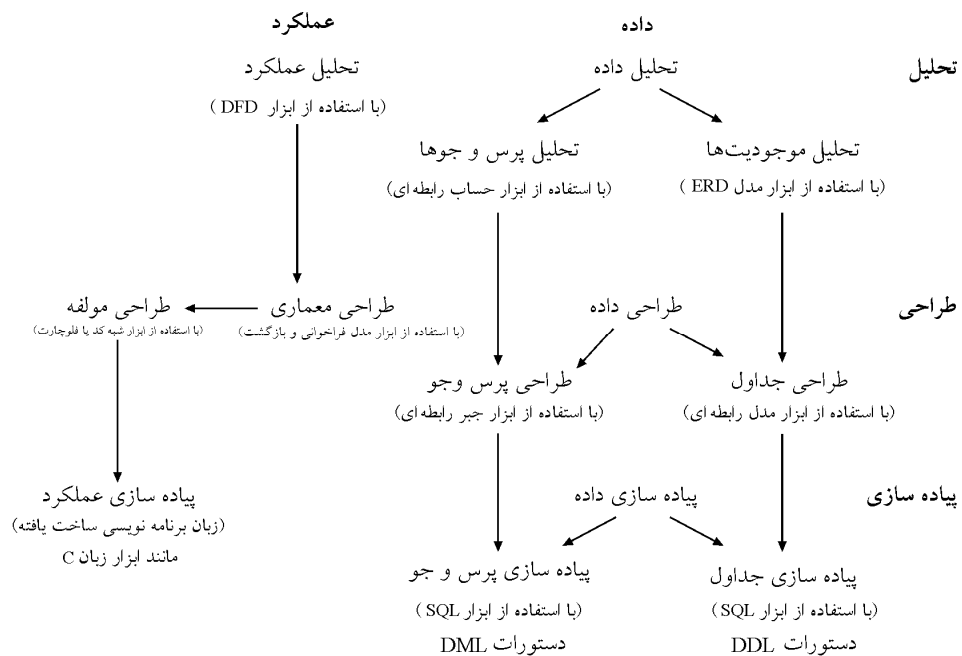 داده
عملکرد
تحلیل
تحلیل داده
تحلیل عملکرد
(با استفاده از ابزار DFD )
تحلیل موجودیت‌ها
تحلیل پرس و جوها
(با استفاده از ابزار مدل ERD )
(با استفاده از ابزار حساب رابطه ای)
طراحی
طراحی داده
طراحی معماری
طراحی مولفه
(با استفاده از ابزار مدل فراخوانی و بازگشت)
(با استفاده از ابزار شبه کد یا فلوچارت)
طراحی جداول
طراحی پرس وجو
(با استفاده از ابزار مدل رابطه ای)
(با استفاده از ابزار جبر رابطه ای)
پیاده سازی
پیاده سازی داده
پیاده سازی عملکرد
(زبان برنامه نویسی ساخت یافته)
مانند ابزار زبان C
پیاده سازی جداول
پیاده سازی پرس و جو
(با استفاده از ابزار SQL )
(با استفاده از ابزار SQL )
دستورات DDL
دستورات DML